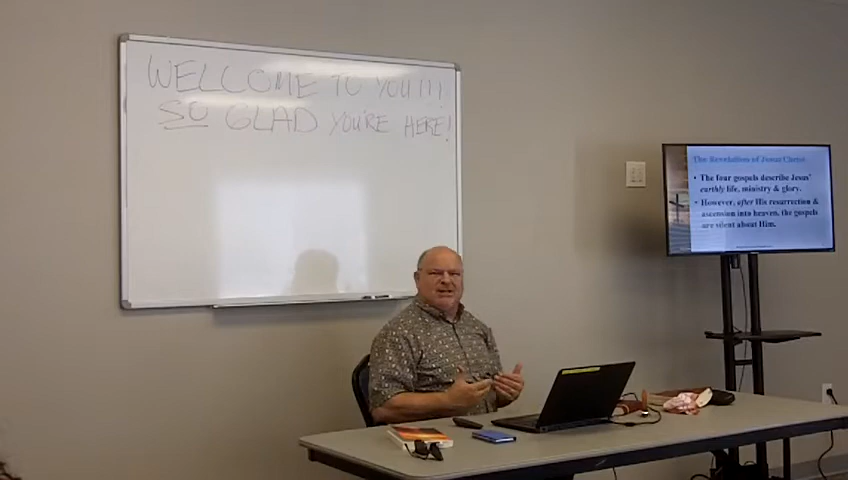 WELCOME TO YOU!!!
SO GLAD YOU'RE HERE!
The Revelation of Jesus Christ
• The four gospels describe Jesus'
earthly life, ministry & glory.
• However, after His resurrection &
ascension into heaven, the gospels
are silent about Him.